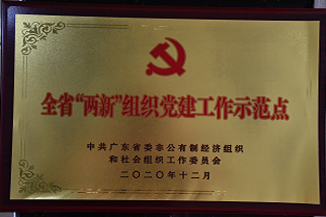 全省“两新”组织党建工作示范点
中共广东省委非公有制经济组织
和社会组织工作委员会
二〇二〇年十二月